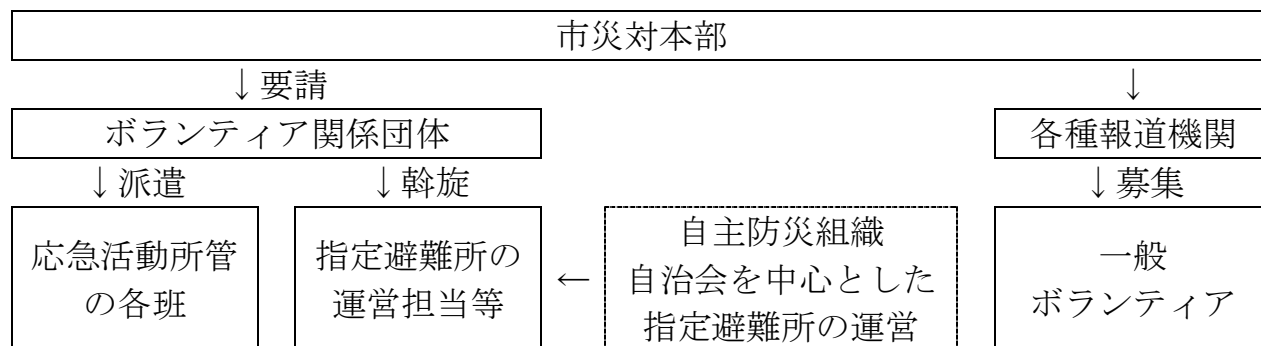 市災対本部
↓要請
↓
ボランティア関係団体
各種報道機関
↓派遣
↓斡旋
↓募集
応急活動所管
の各班
指定避難所の
運営担当等
←
自主防災組織
自治会を中心とした
指定避難所の運営
一般
ボランティア